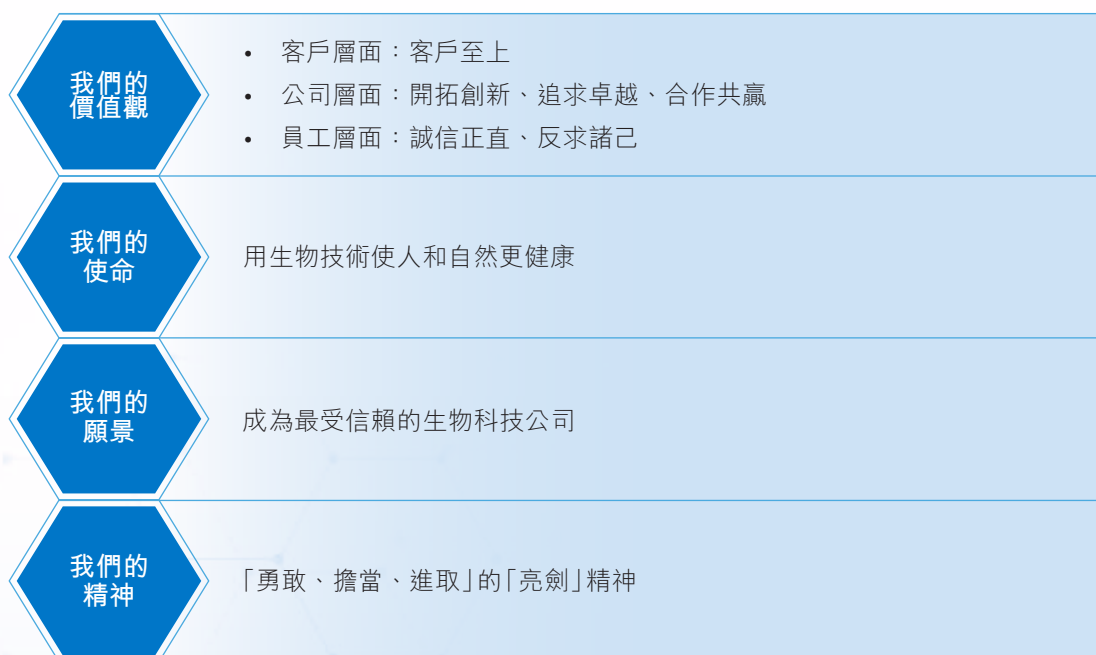 我們的
價值觀
• 客戶層面：客戶至上
• 公司層面：開拓創新、追求卓越、合作共贏
• 員工層面：誠信正直、反求諸己
我們的
使命
用生物技術使人和自然更健康
我們的
願景
成為最受信賴的生物科技公司
我們的
精神
「勇敢、擔當、進取」的「亮劍」精神